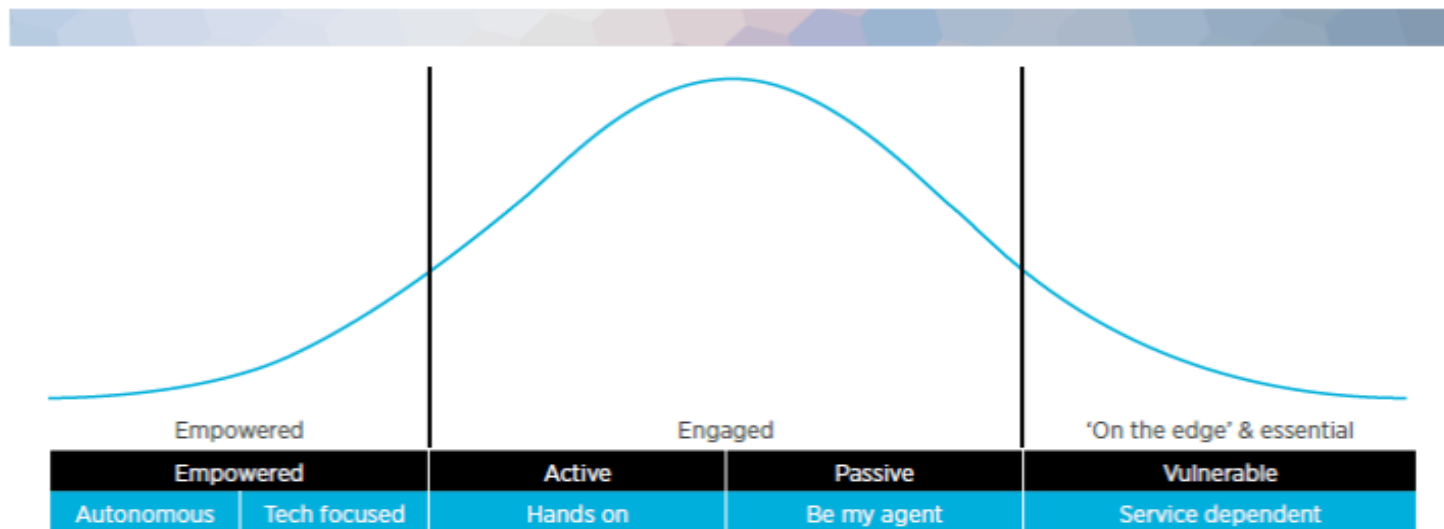 Empowered Engaged 'On the edge' & essential
Empowered Active Passive Vulnerable
Autonomous Tech focused Hands on Be my agent Service dependent